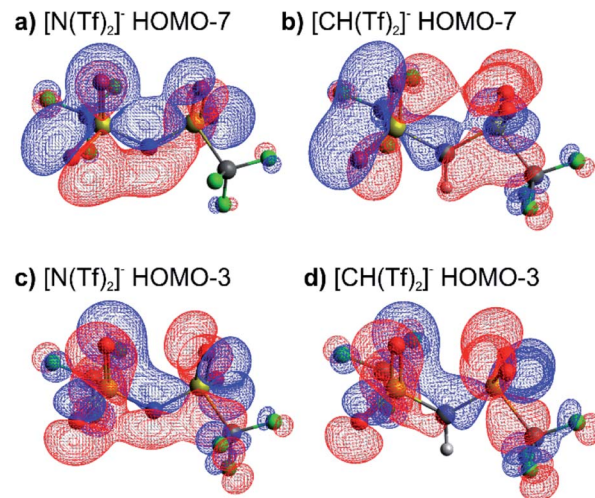 a) [N(Tf)₂]⁻ HOMO-7
b) [CH(Tf)₂]⁻ HOMO-7
c) [N(Tf)₂]⁻ HOMO-3
d) [CH(Tf)₂]⁻ HOMO-3